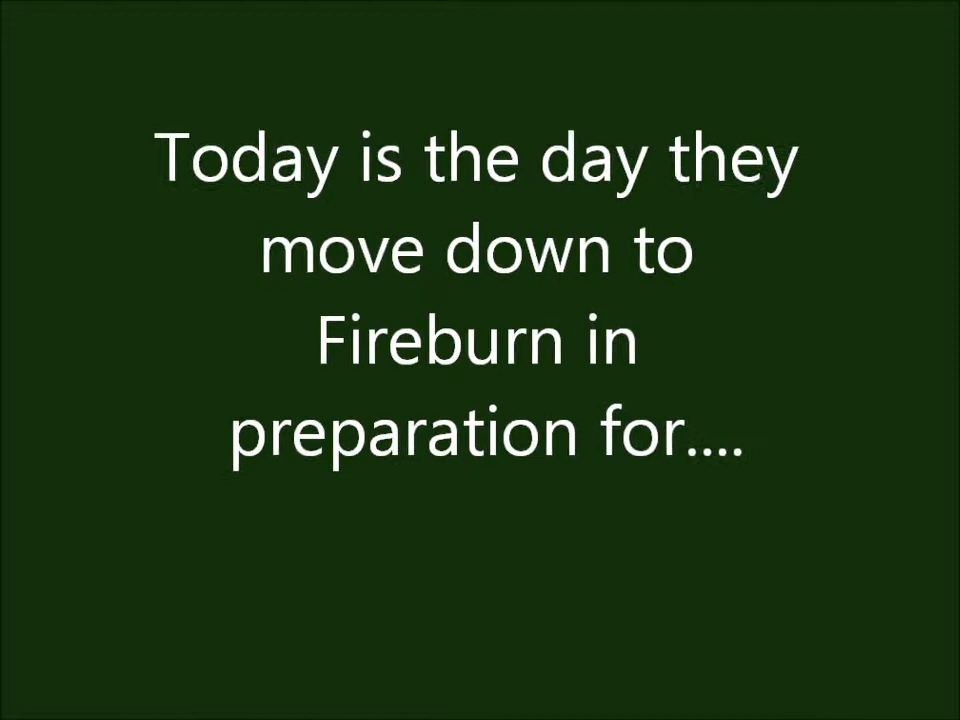 Today is the day they
move down to
Fireburn in
preparation for....